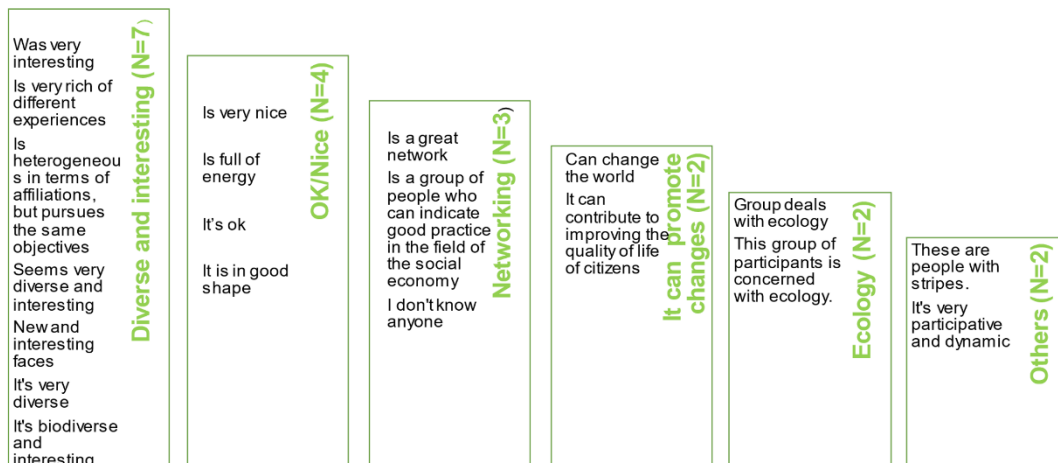 Was very
interesting
Is very rich of
different
experiences
Is
heterogeneou
s in terms of
affiliations,
but pursues
the same
objectives
Seems very
diverse and
interesting
New and
interesting
faces
It's very
diverse
It's biodiverse
and
interesting
Diverse and interesting (N=7)
Is very nice
Is full of
energy
It’s ok
It is in good
shape
OK/Nice (N=4)
Is a great
network
Is a group of
people who
can indicate
good practice
in the field of
the social
economy
I don't know
anyone
Networking (N=3)
Can change
the world
It can
contribute to
improving the
quality of life
of citizens
It can promote
changes (N=2)
Group deals
with ecology
This group of
participants is
concerned
with ecology.
Ecology (N=2)
These are
people with
stripes.
It's very
participative
and dynamic
Others (N=2)